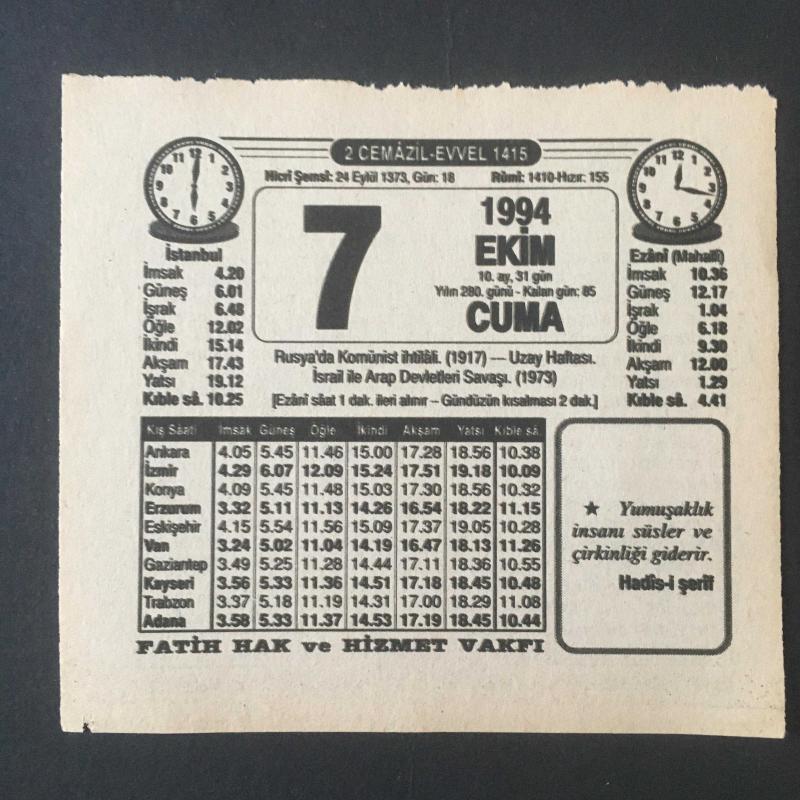 2 CEMÂZİL-EVVEL 1415
Hicrî Şemsî: 24 Eylül 1373, Gün: 18 Rûmî: 1410-Hızır: 155
7
1994
EKİM
10. ay, 31 gün
Yılın 280. günü - Kalan gün: 85
CUMA
İstanbul
İmsak 4.20
Güneş 6.01
İşrak 6.48
Öğle 12.02
İkindi 15.14
Akşam 17.43
Yatsı 19.12
Kıble sâ. 10.25
Ezânî (Mahallî)
İmsak 10.36
Güneş 12.17
İşrak 1.04
Öğle 6.18
İkindi 9.30
Akşam 12.00
Yatsı 1.29
Kıble sâ. 4.41
Rusya'da Komünist ihtilâli. (1917) — Uzay Haftası.
İsrail ile Arap Devletleri Savaşı. (1973)
[Ezânî sâat 1 dak. ileri alınır – Gündüzün kısalması 2 dak.]
Kış Sâati İmsak Güneş Öğle İkindi Akşam Yatsı Kıble sâ.
Ankara 4.05 5.45 11.46 15.00 17.28 18.56 10.38
İzmir 4.29 6.07 12.09 15.24 17.51 19.18 10.09
Konya 4.09 5.45 11.48 15.03 17.30 18.56 10.32
Erzurum 3.32 5.11 11.13 14.26 16.54 18.22 11.15
Eskişehir 4.15 5.54 11.56 15.09 17.37 19.05 10.28
Van 3.24 5.02 11.04 14.19 16.47 18.13 11.26
Gaziantep 3.49 5.25 11.28 14.44 17.11 18.36 10.55
Kayseri 3.56 5.33 11.36 14.51 17.18 18.45 10.48
Trabzon 3.37 5.18 11.19 14.31 17.00 18.29 11.08
Adana 3.58 5.33 11.37 14.53 17.19 18.45 10.44
★ Yumuşaklık
insanı süsler ve
çirkinliği giderir.
Hadîs-i şerîf
FATİH HAK ve HİZMET VAKFI